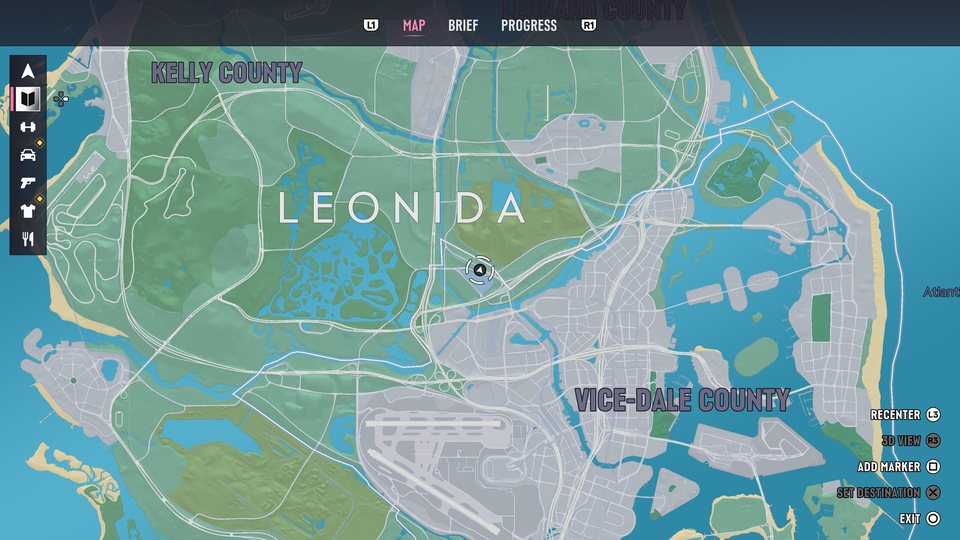 LEONARD COUNTY
L1 MAP BRIEF PROGRESS R1
KELLY COUNTY
LEONIDA
Atlant
VICE-DALE COUNTY
RECENTER L3
3D VIEW R3
ADD MARKER
SET DESTINATION
EXIT